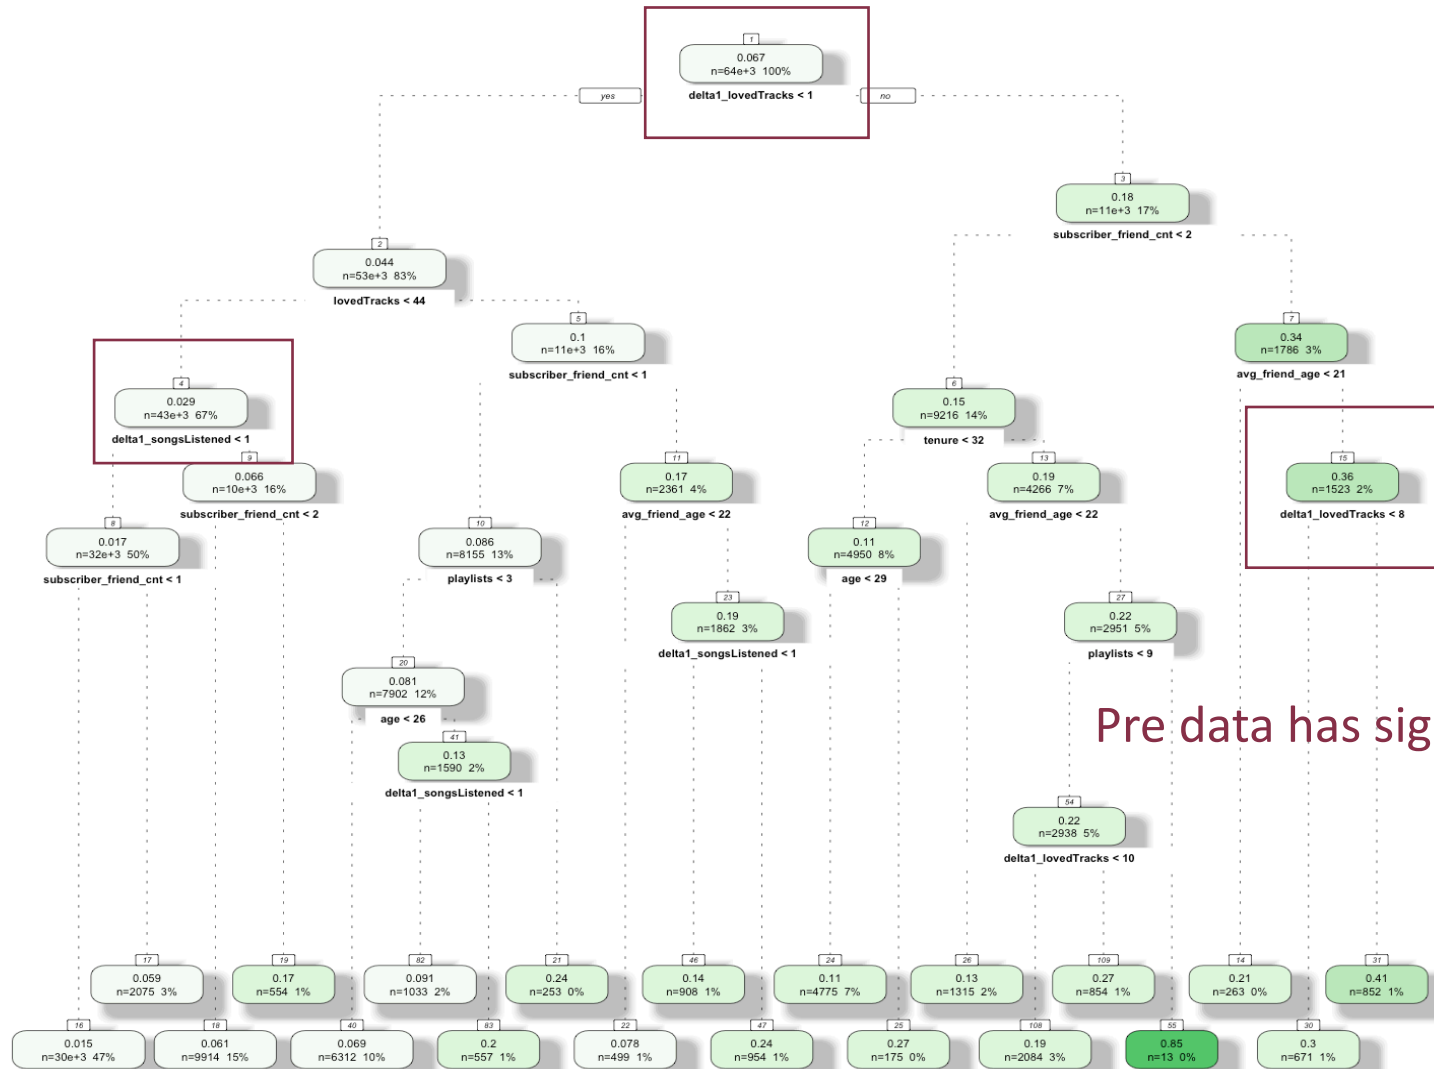 1
0.067
n=64e+3 100%
yes
delta1_lovedTracks < 1
no
3
0.18
n=11e+3 17%
subscriber_friend_cnt < 2
2
0.044
n=53e+3 83%
lovedTracks < 44
5
0.1
n=11e+3 16%
subscriber_friend_cnt < 1
7
0.34
n=1786 3%
avg_friend_age < 21
4
0.029
n=43e+3 67%
delta1_songsListened < 1
6
0.15
n=9216 14%
tenure < 32
9
0.066
n=10e+3 16%
subscriber_friend_cnt < 2
11
0.17
n=2361 4%
avg_friend_age < 22
13
0.19
n=4266 7%
avg_friend_age < 22
15
0.36
n=1523 2%
delta1_lovedTracks < 8
8
0.017
n=32e+3 50%
subscriber_friend_cnt < 1
10
0.086
n=8155 13%
playlists < 3
12
0.11
n=4950 8%
age < 29
23
0.19
n=1862 3%
delta1_songsListened < 1
27
0.22
n=2951 5%
playlists < 9
20
0.081
n=7902 12%
age < 26
Pre data has sig
41
0.13
n=1590 2%
delta1_songsListened < 1
54
0.22
n=2938 5%
delta1_lovedTracks < 10
17
0.059
n=2075 3%
19
0.17
n=554 1%
82
0.091
n=1033 2%
21
0.24
n=253 0%
46
0.14
n=908 1%
24
0.11
n=4775 7%
26
0.13
n=1315 2%
109
0.27
n=854 1%
14
0.21
n=263 0%
31
0.41
n=852 1%
16
0.015
n=30e+3 47%
18
0.061
n=9914 15%
40
0.069
n=6312 10%
83
0.2
n=557 1%
22
0.078
n=499 1%
47
0.24
n=954 1%
25
0.27
n=175 0%
108
0.19
n=2084 3%
55
0.85
n=13 0%
30
0.3
n=671 1%